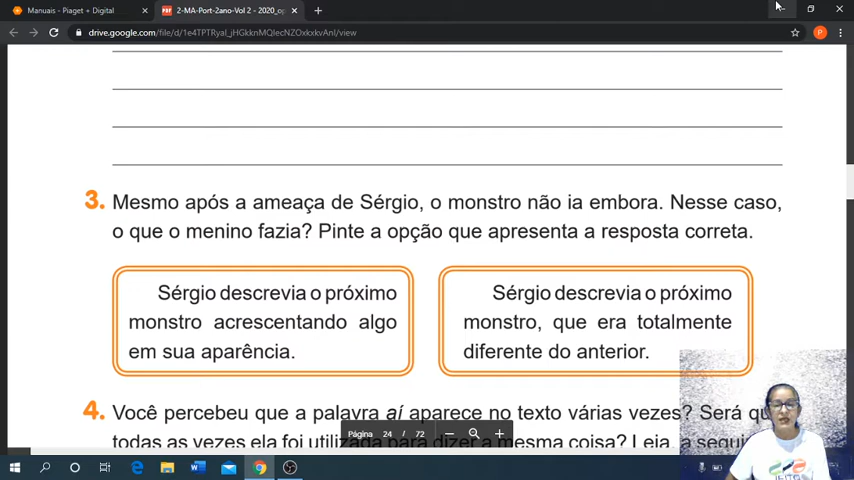 Manuais - Piaget + Digital
2-MA-Port-2ano-Vol 2 - 2020_op
drive.google.com/file/d/1e4TPTRyaI_jHGkknMQlecNZOxkxkvAnI/view
3. Mesmo após a ameaça de Sérgio, o monstro não ia embora. Nesse caso,
o que o menino fazia? Pinte a opção que apresenta a resposta correta.
Sérgio descrevia o próximo
monstro acrescentando algo
em sua aparência.
Sérgio descrevia o próximo
monstro, que era totalmente
diferente do anterior.
4. Você percebeu que a palavra aí aparece no texto várias vezes? Será qu
todas as vezes ela foi utilizada para dizer a mesma coisa? Leia, a segui
Página 24 / 72
JEITO